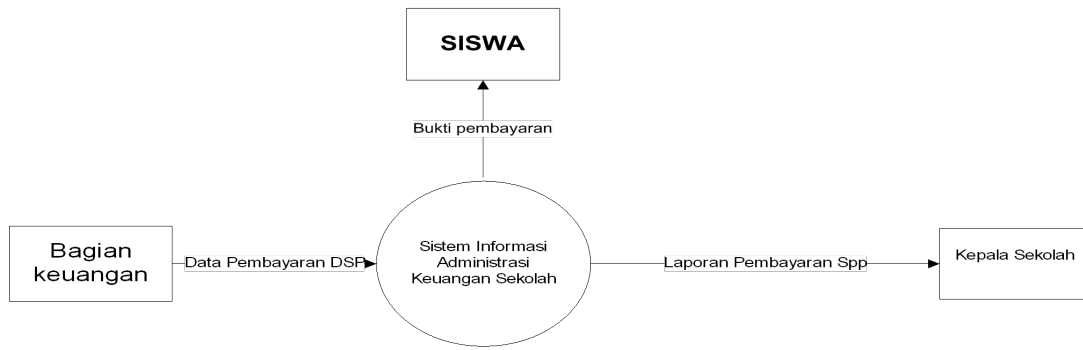 SISWA
Bukti pembayaran
Bagian
keuangan
Data Pembayaran DSP
Sistem Informasi
Administrasi
Keuangan Sekolah
Laporan Pembayaran Spp
Kepala Sekolah